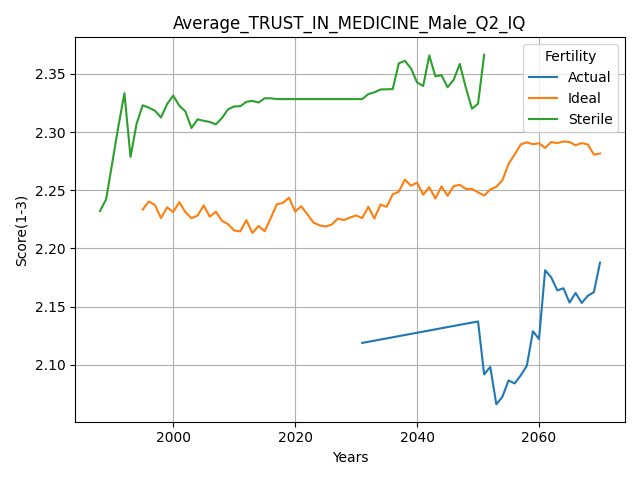 Average_TRUST_IN_MEDICINE_Male_Q2_IQ
Fertility
Actual
Ideal
Sterile
Score(1-3)
2.35
2.30
2.25
2.20
2.15
2.10
2000
2020
2040
2060
Years